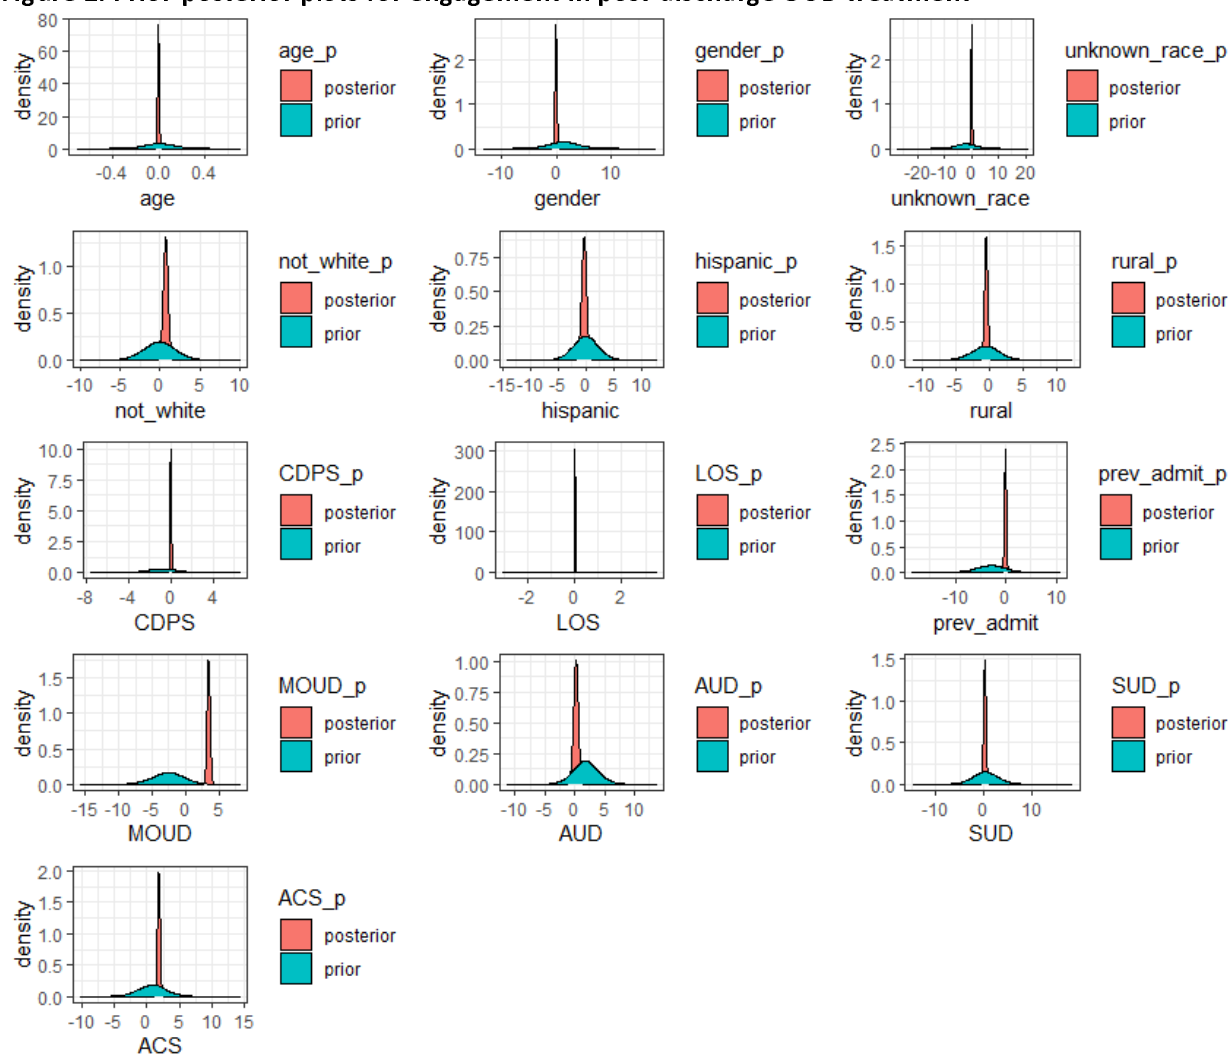 Figure 2. Prior-posterior plots for engagement in post-discharge SUD treatment
80
60
40
20
0
density
-0.4 0.0 0.4
age
age_p
posterior
prior
2
1
0
density
-10 0 10
gender
gender_p
posterior
prior
2
1
0
density
-20 -10 0 10 20
unknown_race
unknown_race_p
posterior
prior
1.0
0.5
0.0
density
-10 -5 0 5 10
not_white
not_white_p
posterior
prior
0.75
0.50
0.25
0.00
density
-15 -10 -5 0 5 10
hispanic
hispanic_p
posterior
prior
1.5
1.0
0.5
0.0
density
-10 -5 0 5 10
rural
rural_p
posterior
prior
10.0
7.5
5.0
2.5
0.0
density
-8 -4 0 4
CDPS
CDPS_p
posterior
prior
300
200
100
0
density
-2 0 2
LOS
LOS_p
posterior
prior
2.5
2.0
1.5
1.0
0.5
0.0
density
-10 0 10
prev_admit
prev_admit_p
posterior
prior
1.5
1.0
0.5
0.0
density
-15 -10 -5 0 5
MOUD
MOUD_p
posterior
prior
1.00
0.75
0.50
0.25
0.00
density
-10 -5 0 5 10
AUD
AUD_p
posterior
prior
1.5
1.0
0.5
0.0
density
-10 0 10
SUD
SUD_p
posterior
prior
2.0
1.5
1.0
0.5
0.0
density
-10 -5 0 5 10 15
ACS
ACS_p
posterior
prior